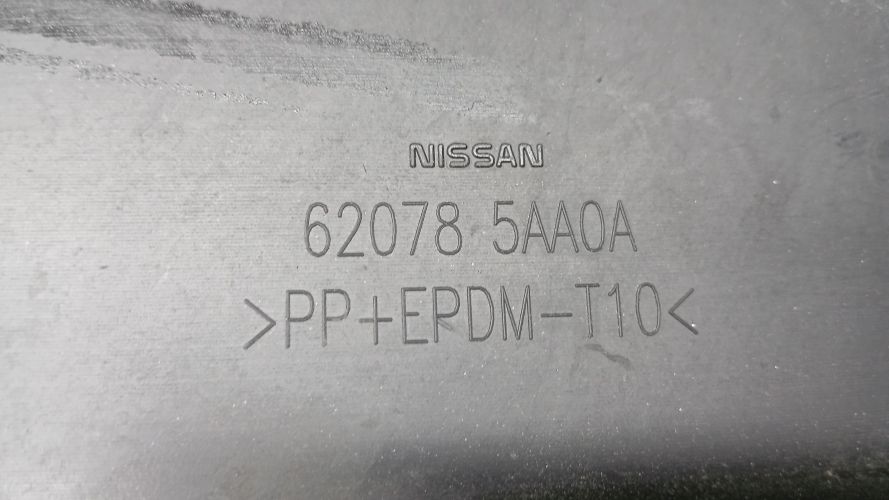 NISSAN
62078 5AA0A
>PP+EPDM-T10<